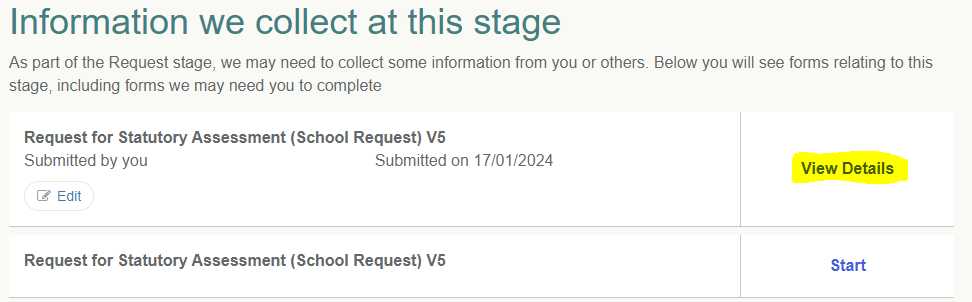 Information we collect at this stage
As part of the Request stage, we may need to collect some information from you or others. Below you will see forms relating to this
stage, including forms we may need you to complete
Request for Statutory Assessment (School Request) V5
Submitted by you Submitted on 17/01/2024
View Details
Edit
Request for Statutory Assessment (School Request) V5
Start